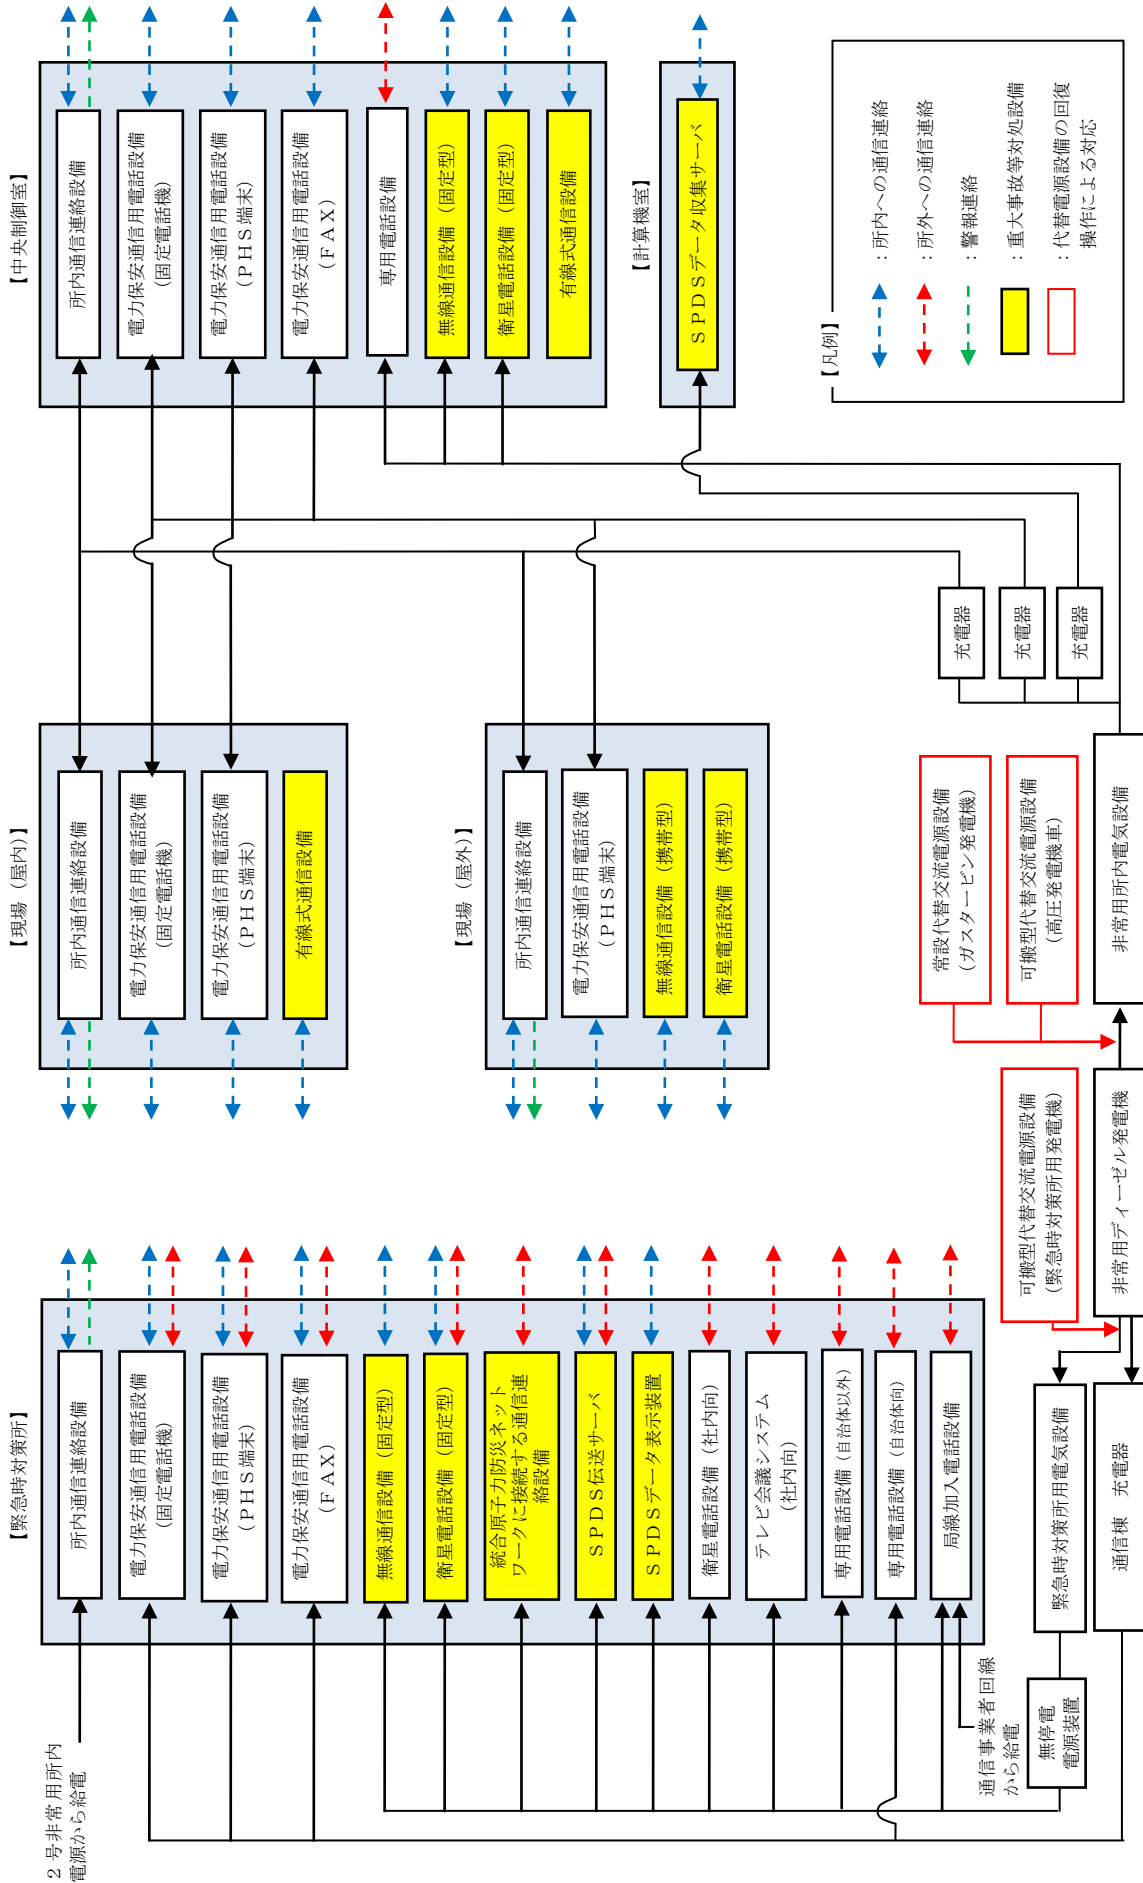 【緊急時対策所】
所内通信連絡設備
電力保安通信用電話設備
(固定電話機)
電力保安通信用電話設備
(PHS端末)
電力保安通信用電話設備
(FAX)
無線通信設備(固定型)
衛星電話設備(固定型)
統合原子力防災ネット
ワークに接続する通信連
絡設備
SPDS伝送サーバ
SPDSデータ表示装置
衛星電話設備(社内向)
テレビ会議システム
(社内向)
専用電話設備(自治体以外)
専用電話設備(自治体向)
局線加入電話設備
2号非常用所内
電源から給電
通信事業者回線
から給電
無停電
電源装置
緊急時対策所用電気設備
通信棟 充電器
【現場(屋内)】
所内通信連絡設備
電力保安通信用電話設備
(固定電話機)
電力保安通信用電話設備
(PHS端末)
有線式通信設備
【現場(屋外)】
所内通信連絡設備
電力保安通信用電話設備
(PHS端末)
無線通信設備(携帯型)
衛星電話設備(携帯型)
可搬型代替交流電源設備
(緊急時対策所用発電機)
非常用ディーゼル発電機
常設代替交流電源設備
(ガスタービン発電機)
可搬型代替交流電源設備
(高圧発電機車)
非常用所内電気設備
充電器
充電器
充電器
【中央制御室】
所内通信連絡設備
電力保安通信用電話設備
(固定電話機)
電力保安通信用電話設備
(PHS端末)
電力保安通信用電話設備
(FAX)
専用電話設備
無線通信設備(固定型)
衛星電話設備(固定型)
有線式通信設備
【計算機室】
SPDSデータ収集サーバ
【凡例】
:所内への通信連絡
:所外への通信連絡
:警報連絡
:重大事故等対処設備
:代替電源設備の回復
操作による対応